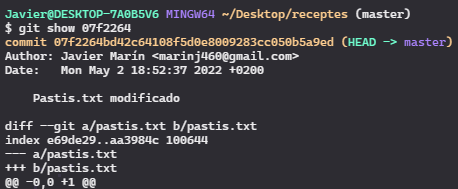 Javier@DESKTOP-7A0B5V6 MINGW64 ~/Desktop/receptes (master)
$ git show 07f2264
commit 07f2264bd42c64108f5d0e8009283cc050b5a9ed (HEAD -> master)
Author: Javier Marín <marinj460@gmail.com>
Date:   Mon May 2 18:52:37 2022 +0200

    Pastis.txt modificado

diff --git a/pastis.txt b/pastis.txt
index e69de29..aa3984c 100644
--- a/pastis.txt
+++ b/pastis.txt
@@ -0,0 +1 @@